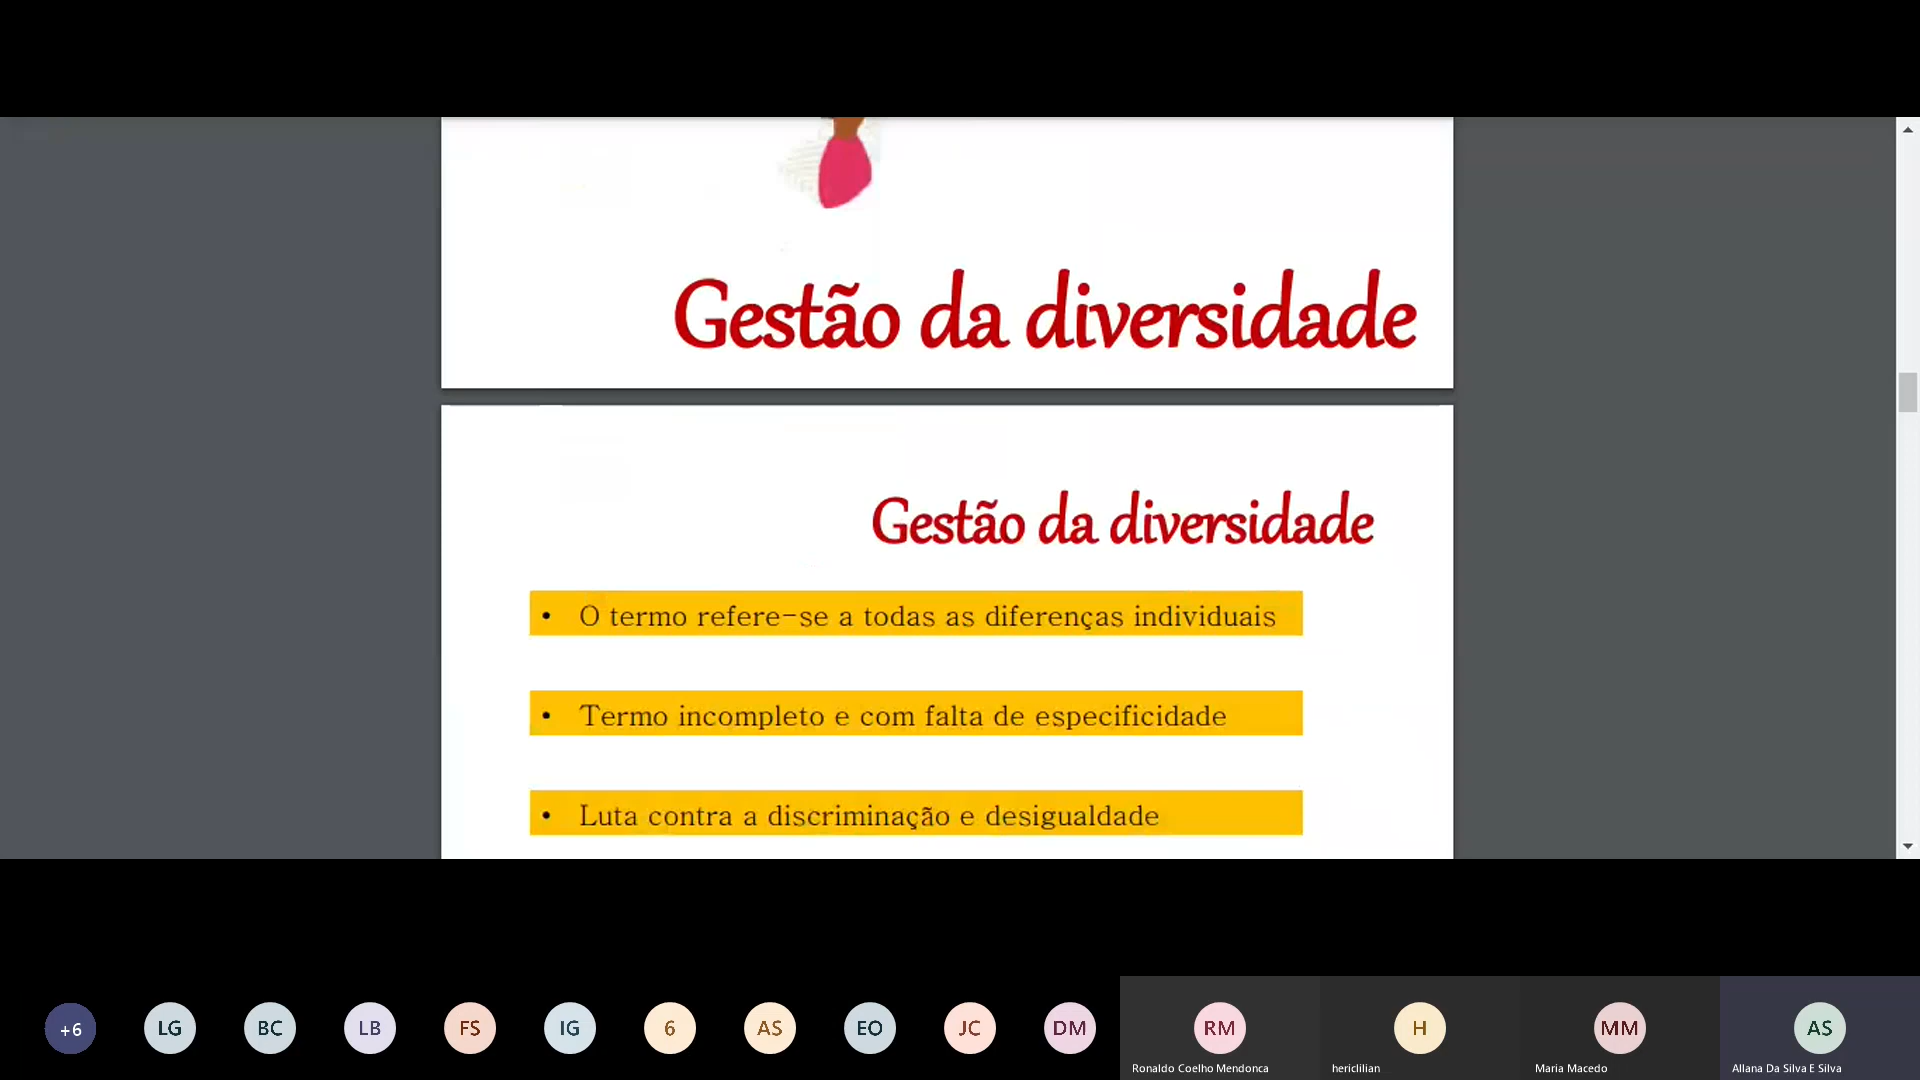 Gestão da diversidade
Gestão da diversidade
• O termo refere-se a todas as diferenças individuais
• Termo incompleto e com falta de especificidade
• Luta contra a discriminação e desigualdade
+6 LG BC LB FS IG 6 AS EO JC DM RM H MM AS
Ronaldo Coelho Mendonca hericlilian Maria Macedo Allana Da Silva E Silva